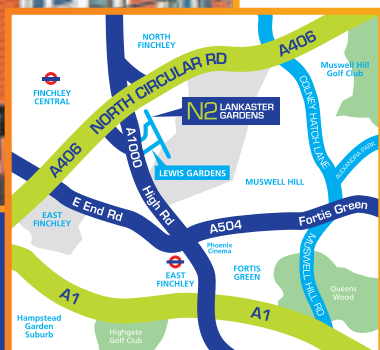 NORTH
FINCHLEY
A406
Muswell Hill
Golf Club
FINCHLEY
CENTRAL
NORTH CIRCULAR RD
COLNEY HATCH LANE
N2 LANKASTER
GARDENS
A1000
ALEXANDRA PARK
A406
LEWIS GARDENS
MUSWELL HILL
High Rd
E End Rd
A504
Fortis Green
EAST
FINCHLEY
Phoenix
Cinema
MUSWELL HILL RD
EAST
FINCHLEY
FORTIS
GREEN
Queens
Wood
A1
A1
Hampstead
Garden
Suburb
Highgate
Golf Club